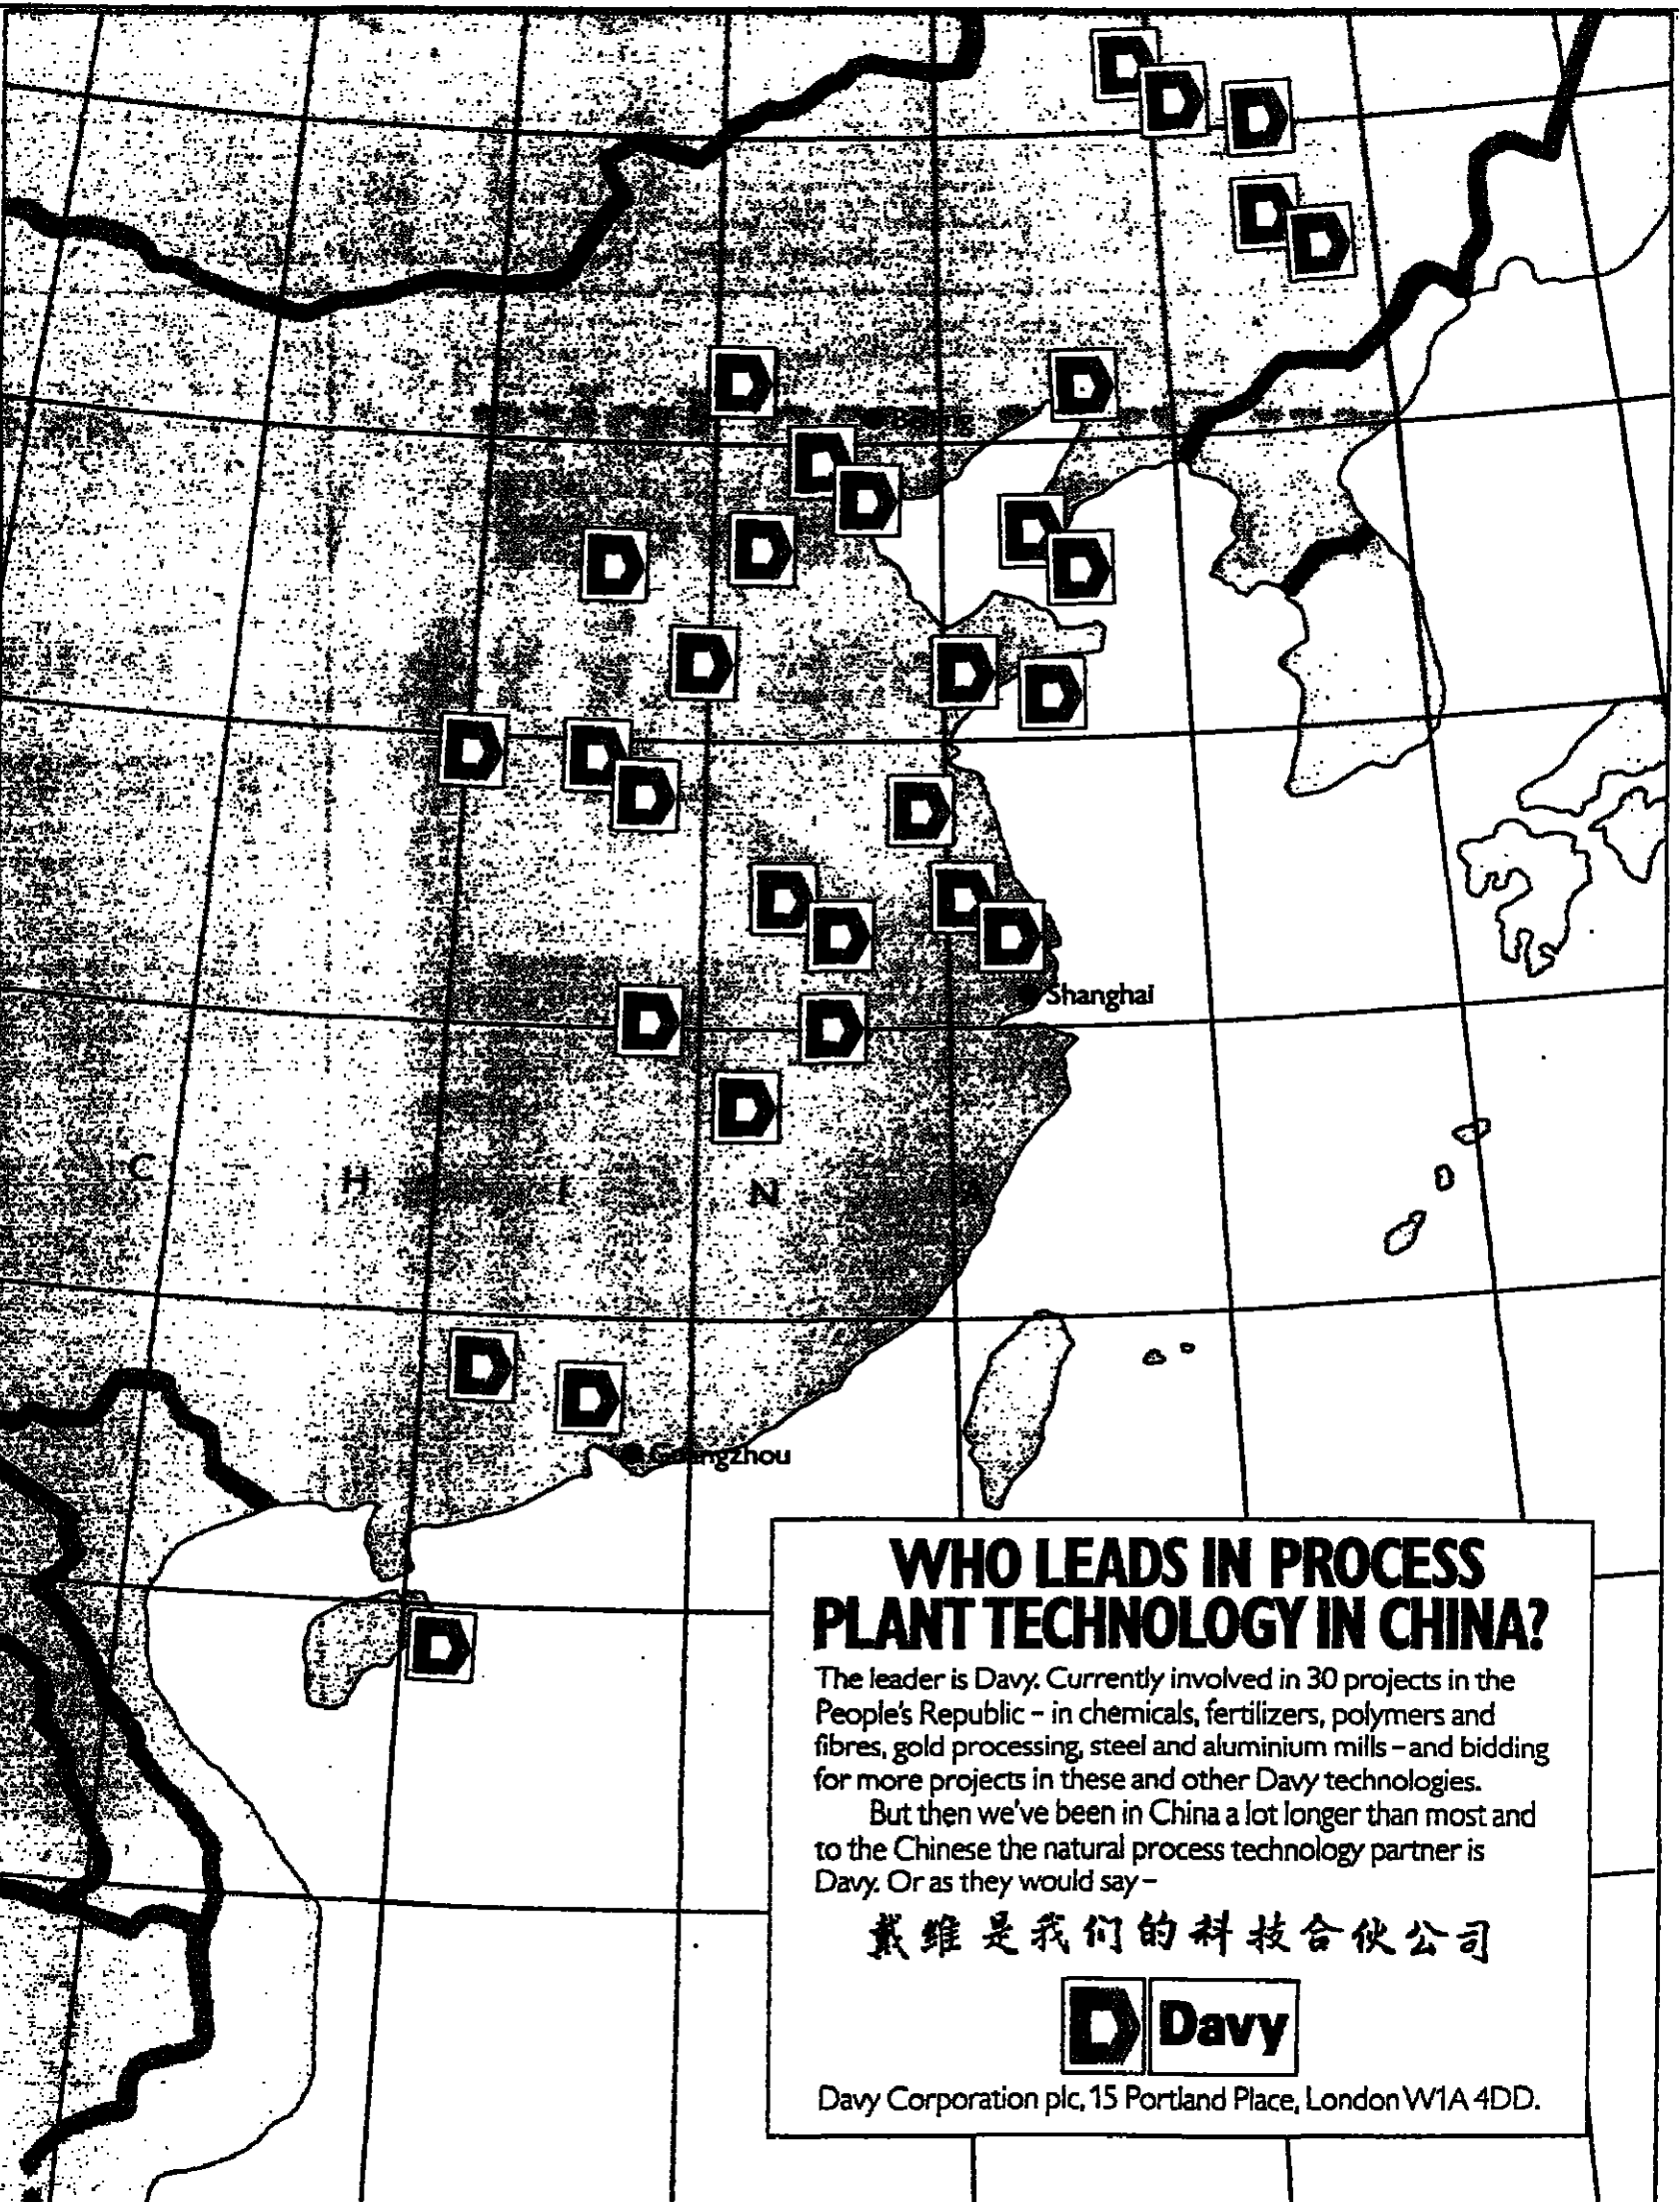 Beijing
Shanghai
C H I N A
Guangzhou
WHO LEADS IN PROCESS
PLANT TECHNOLOGY IN CHINA?
The leader is Davy. Currently involved in 30 projects in the
People's Republic – in chemicals, fertilizers, polymers and
fibres, gold processing, steel and aluminium mills – and bidding
for more projects in these and other Davy technologies.
But then we've been in China a lot longer than most and
to the Chinese the natural process technology partner is
Davy. Or as they would say –
戴维是我们的科技合伙公司
Davy
Davy Corporation plc, 15 Portland Place, London W1A 4DD.